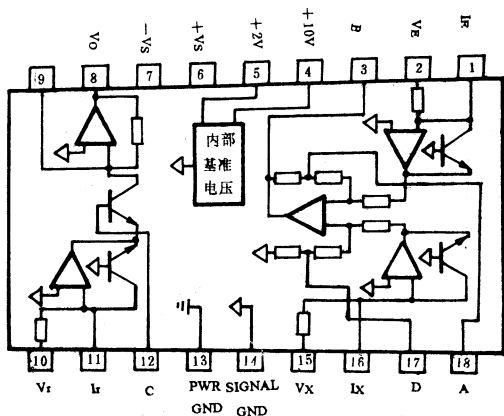 Vo −Vs +Vs +2V +10V B VE IR
9 8 7 6 5 4 3 2 1
内部
基准
电压
10 11 12 13 14 15 16 17 18
Vr Ir C PWR SIGNAL VX IX D A
GND GND